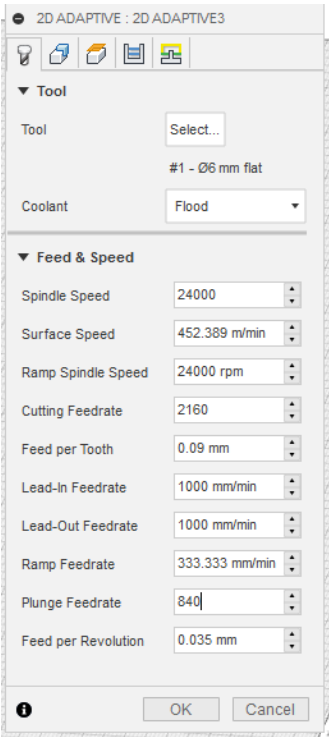 2D ADAPTIVE : 2D ADAPTIVE3
Tool
Tool Select...
#1 - Ø6 mm flat
Coolant Flood
Feed & Speed
Spindle Speed 24000
Surface Speed 452.389 m/min
Ramp Spindle Speed 24000 rpm
Cutting Feedrate 2160
Feed per Tooth 0.09 mm
Lead-In Feedrate 1000 mm/min
Lead-Out Feedrate 1000 mm/min
Ramp Feedrate 333.333 mm/min
Plunge Feedrate 840
Feed per Revolution 0.035 mm
OK Cancel